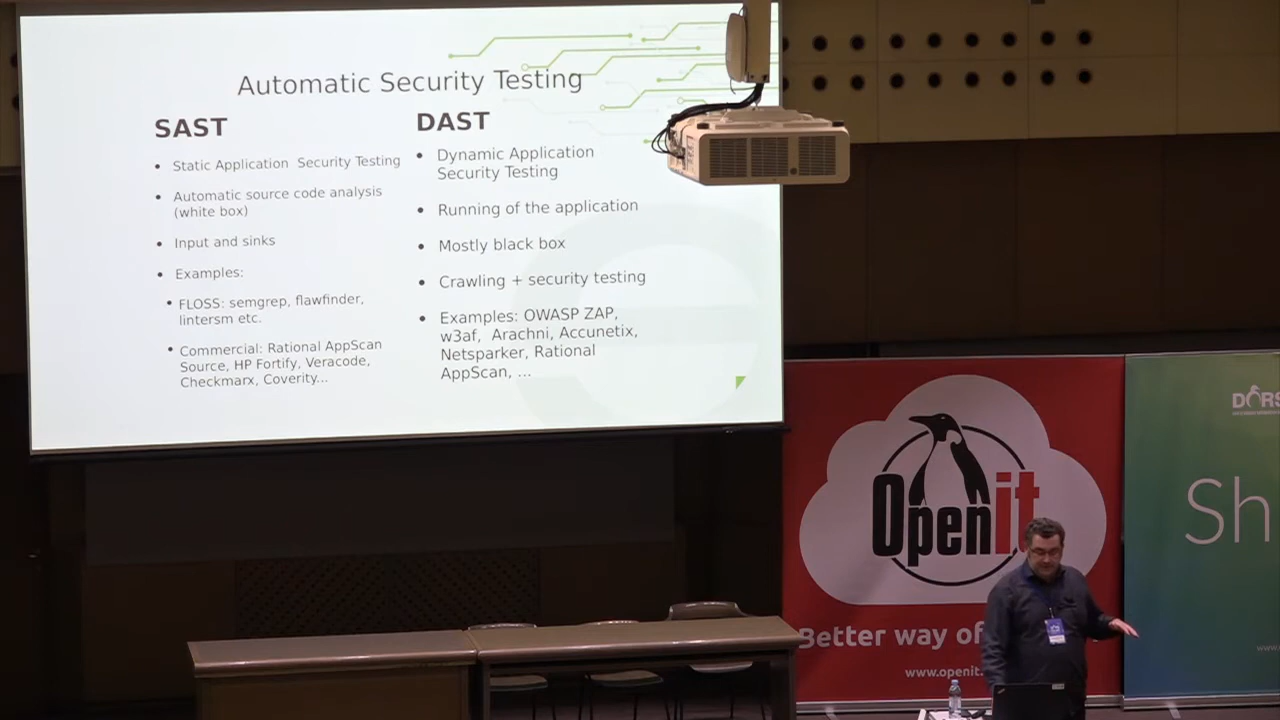 Automatic Security Testing
SAST
• Static Application Security Testing
• Automatic source code analysis
(white box)
• Input and sinks
• Examples:
• FLOSS: semgrep, flawfinder,
lintersm etc.
• Commercial: Rational AppScan
Source, HP Fortify, Veracode,
Checkmarx, Coverity...
DAST
• Dynamic Application
Security Testing
• Running of the application
• Mostly black box
• Crawling + security testing
• Examples: OWASP ZAP,
w3af, Arachni, Accunetix,
Netsparker, Rational
AppScan, ...
Openit
Better way of
www.openit.
DORS
Sh